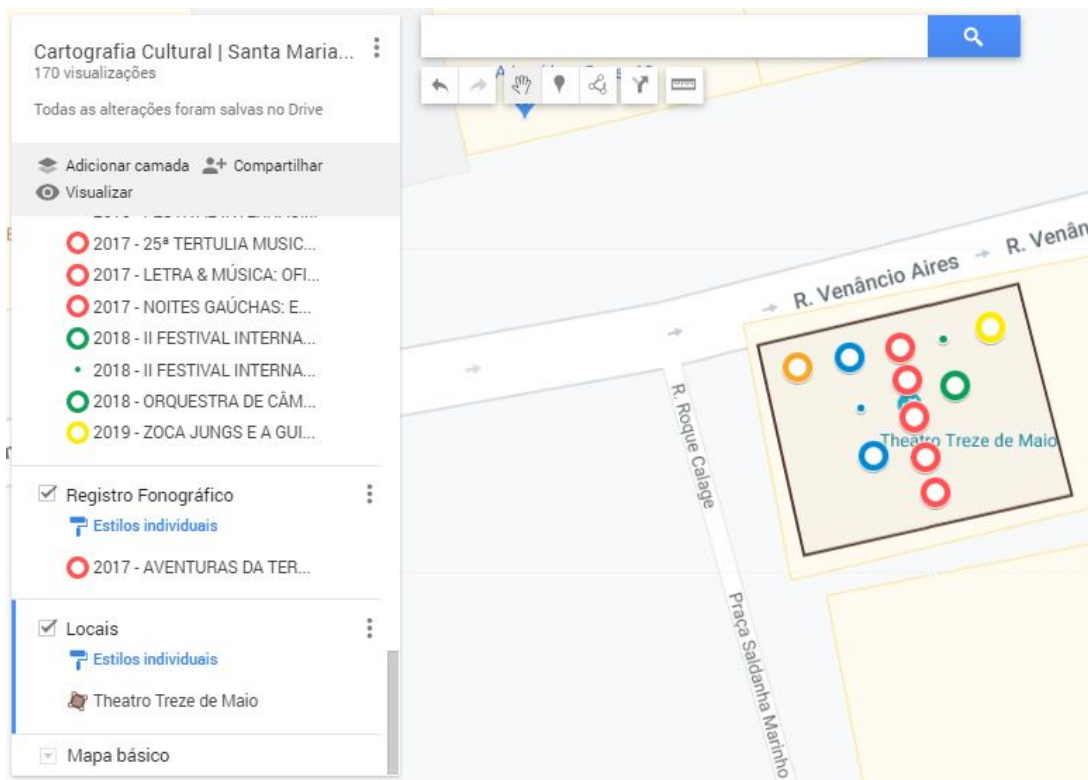 Cartografia Cultural | Santa Maria...
170 visualizações
Todas as alterações foram salvas no Drive
Adicionar camada Compartilhar
Visualizar
2017 - 25ª TERTULIA MUSIC...
2017 - LETRA & MÚSICA: OFI...
2017 - NOITES GAÚCHAS: E...
2018 - II FESTIVAL INTERNA...
2018 - II FESTIVAL INTERNA...
2018 - ORQUESTRA DE CÂM...
2019 - ZOCA JUNGS E A GUI...
Registro Fonográfico
Estilos individuais
2017 - AVENTURAS DA TER...
Locais
Estilos individuais
Theatro Treze de Maio
Mapa básico
R. Venâncio Aires
R. Venân
R. Roque Calage
Theatro Treze de Maio
Praça Saldanha Marinho